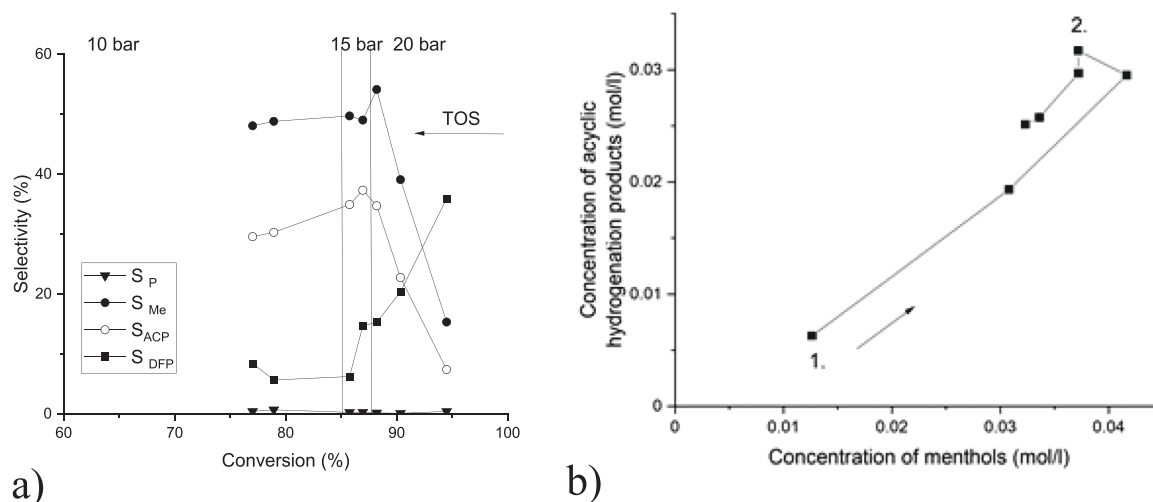 10 bar
15 bar
20 bar
60
40
20
0
60
70
80
90
100
Selectivity (%)
Conversion (%)
TOS
S P
S Me
S ACP
S DFP
a)
2.
1.
0.03
0.02
0.01
0
0
0.01
0.02
0.03
0.04
Concentration of acyclic
hydrogenation products (mol/l)
Concentration of menthols (mol/l)
b)